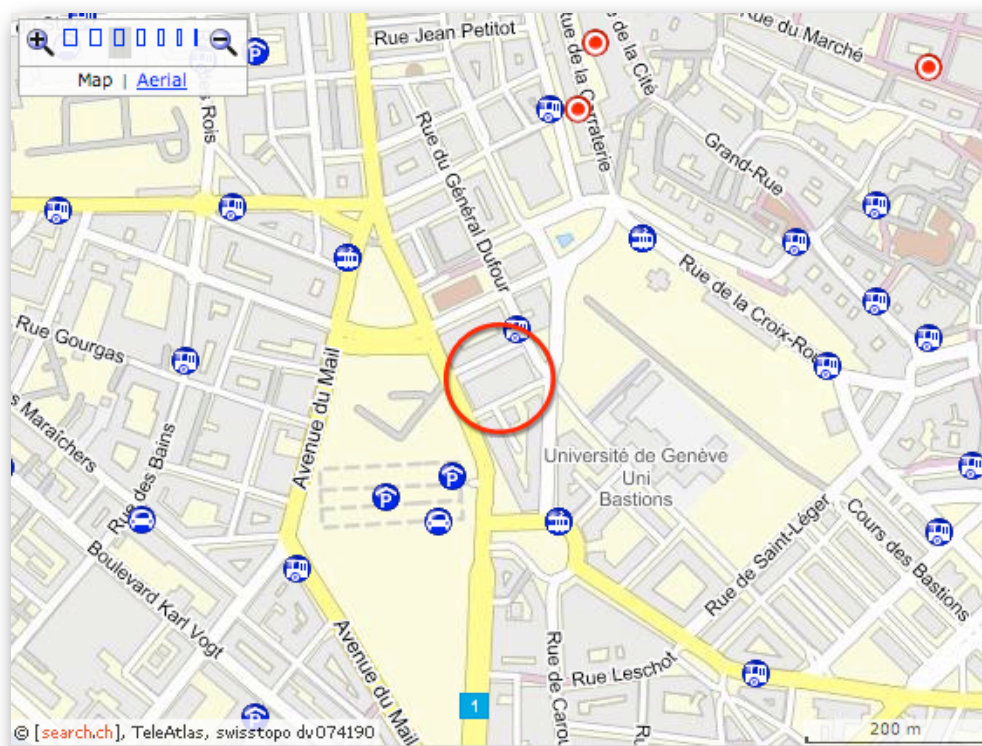 Map | Aerial
Rue Jean Petitot
Rue du Marché
de la Cité
Rue de la Corraterie
Rois
Rue du Général Dufour
Grand-Rue
Rue de la Croix-Rou
Rue Gourgas
Avenue du Mail
s Maraîchers
Rue des Bains
Université de Genève
Uni
Bastions
P
P
P
P
Rue de Saint-Léger
Cours des Bastions
Boulevard Karl Vogt
Avenue du Mail
Rue Leschot
Rue de Carou
Ru
1
200 m
© [search.ch], TeleAtlas, swisstopo dv074190